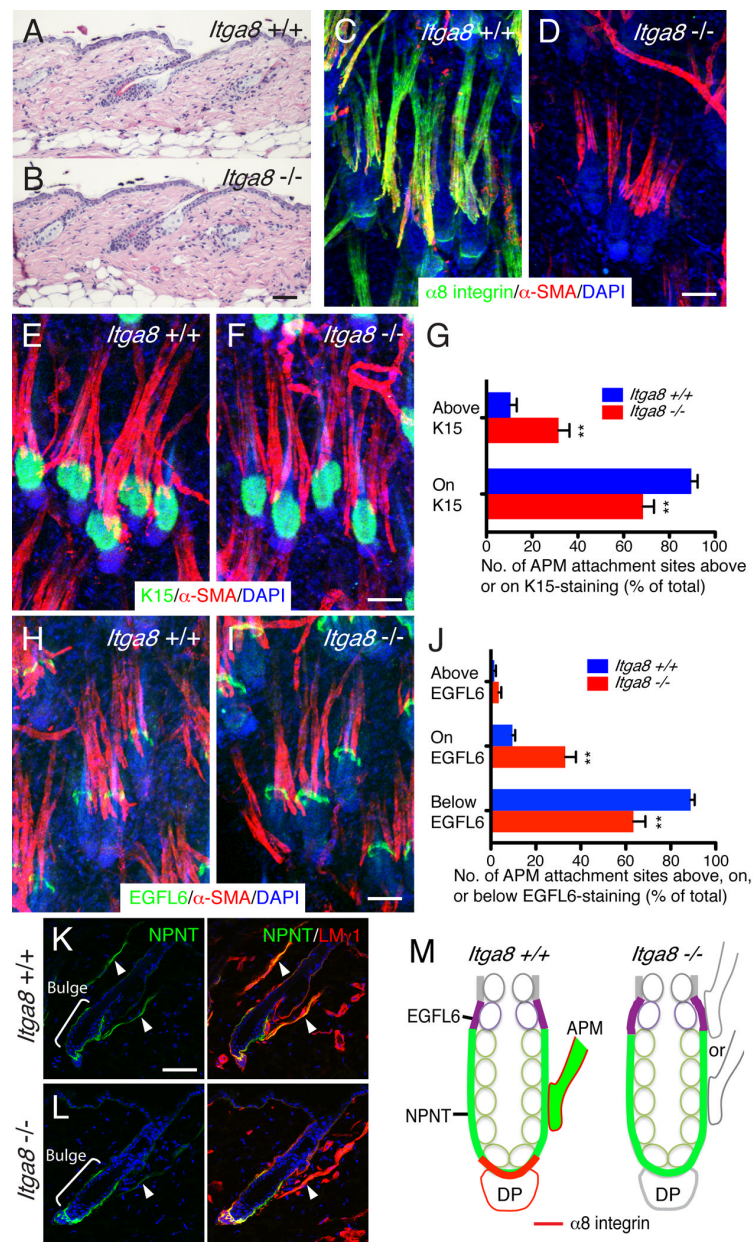 A
Itga8 +/+
B
Itga8 -/-
C
Itga8 +/+
D
Itga8 -/-
α8 integrin/α-SMA/DAPI
E
Itga8 +/+
F
Itga8 -/-
K15/α-SMA/DAPI
G
Itga8 +/+
Itga8 -/-
Above
K15
**
On
K15
**
0 20 40 60 80 100
No. of APM attachment sites above
or on K15-staining (% of total)
H
Itga8 +/+
I
Itga8 -/-
EGFL6/α-SMA/DAPI
J
Itga8 +/+
Itga8 -/-
Above
EGFL6
On
EGFL6
**
Below
EGFL6
**
0 20 40 60 80 100
No. of APM attachment sites above, on,
or below EGFL6-staining (% of total)
K
NPNT
NPNT/LMγ1
Itga8 +/+
Bulge
L
Itga8 -/-
Bulge
M
Itga8 +/+
Itga8 -/-
EGFL6
APM
or
NPNT
DP
DP
α8 integrin